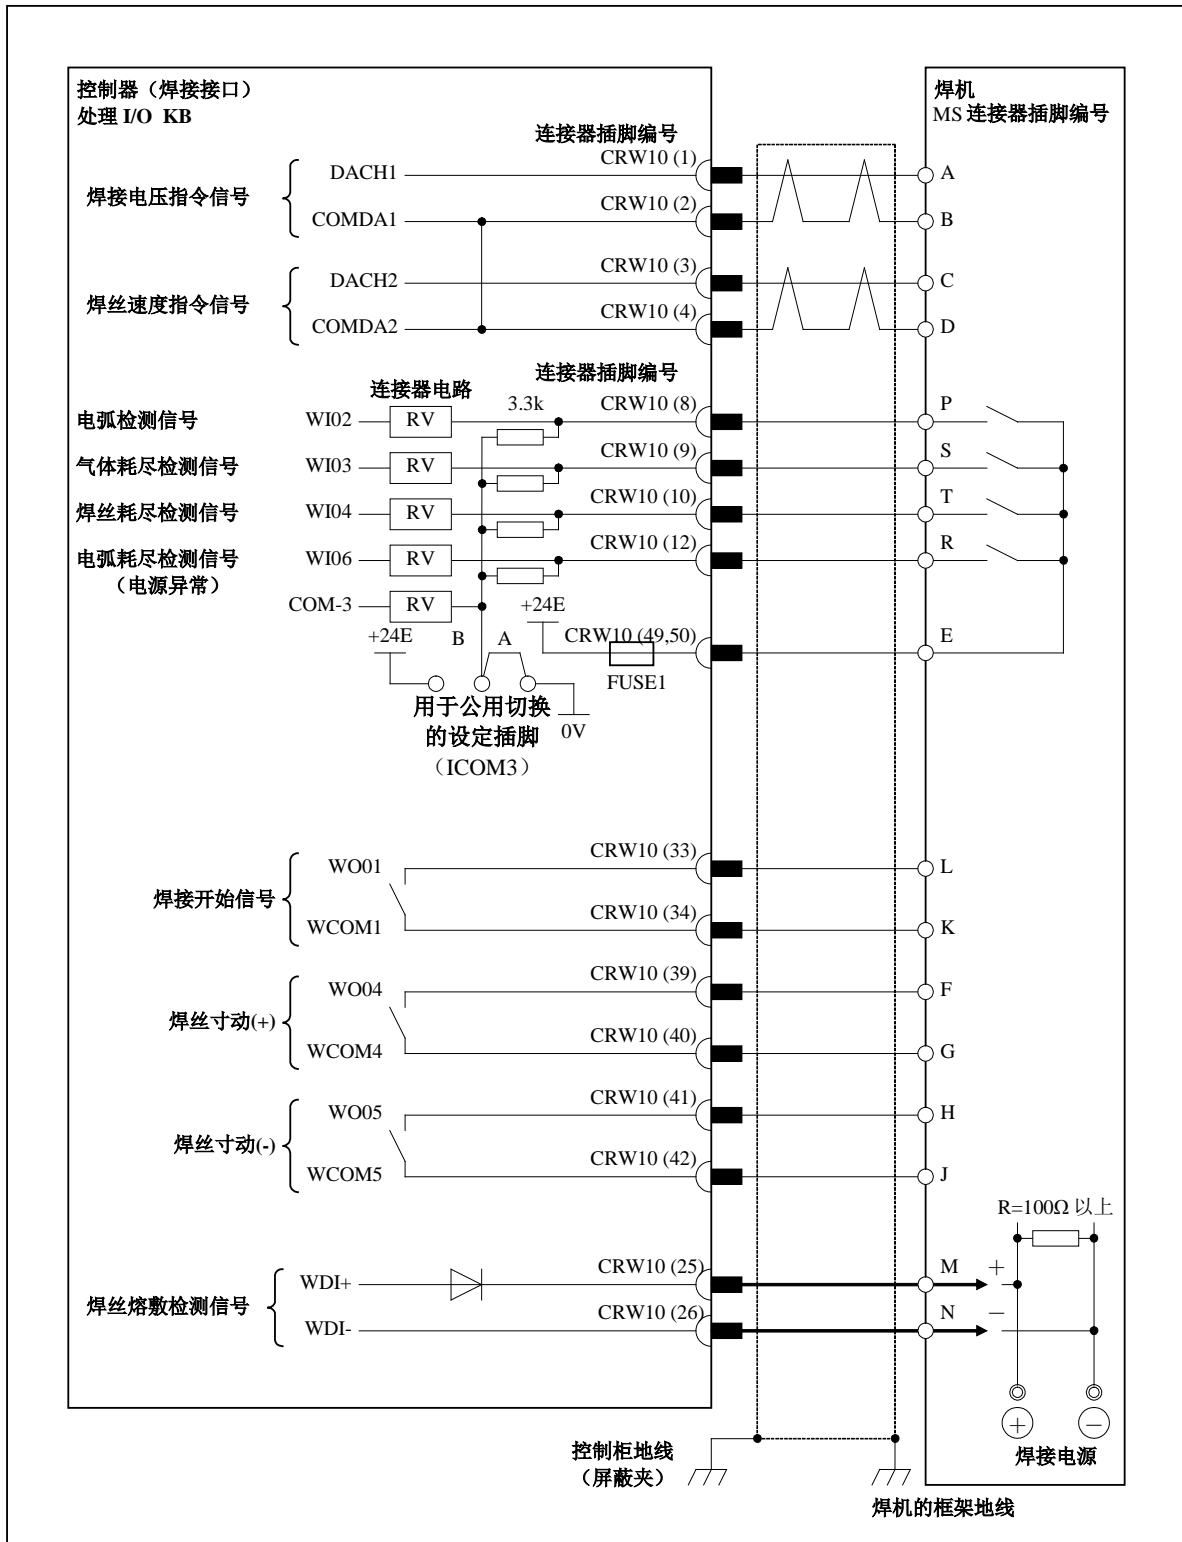 控制器（焊接接口）
处理 I/O KB
焊机
MS 连接器插脚编号
连接器插脚编号
焊接电压指令信号
DACH1
CRW10 (1)
A
COMDA1
CRW10 (2)
B
焊丝速度指令信号
DACH2
CRW10 (3)
C
COMDA2
CRW10 (4)
D
连接器电路
连接器插脚编号
3.3k
电弧检测信号
WI02
RV
CRW10 (8)
P
气体耗尽检测信号
WI03
RV
CRW10 (9)
S
焊丝耗尽检测信号
WI04
RV
CRW10 (10)
T
电弧耗尽检测信号
（电源异常）
WI06
RV
CRW10 (12)
R
COM-3
RV
+24E
+24E
B
A
CRW10 (49,50)
E
FUSE1
用于公用切换
的设定插脚
（ICOM3）
0V
焊接开始信号
WO01
CRW10 (33)
L
WCOM1
CRW10 (34)
K
焊丝寸动(+)
WO04
CRW10 (39)
F
WCOM4
CRW10 (40)
G
焊丝寸动(-)
WO05
CRW10 (41)
H
WCOM5
CRW10 (42)
J
R=100Ω 以上
焊丝熔敷检测信号
WDI+
CRW10 (25)
M
+
WDI-
CRW10 (26)
N
－
+
－
焊接电源
控制柜地线
（屏蔽夹）
焊机的框架地线